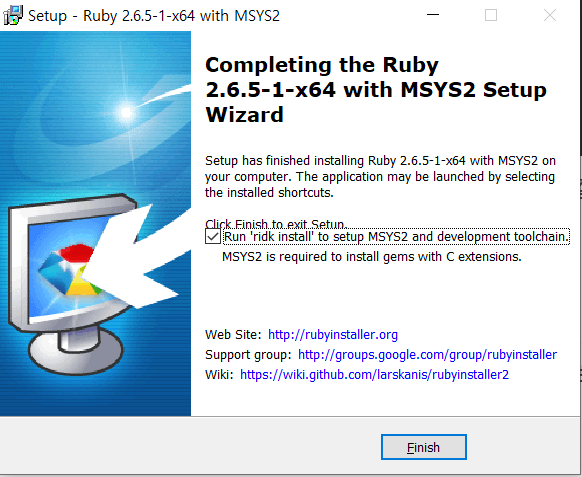 Setup - Ruby 2.6.5-1-x64 with MSYS2
Completing the Ruby
2.6.5-1-x64 with MSYS2 Setup
Wizard
Setup has finished installing Ruby 2.6.5-1-x64 with MSYS2 on
your computer. The application may be launched by selecting
the installed shortcuts.
Click Finish to exit Setup.
Run 'ridk install' to setup MSYS2 and development toolchain.
MSYS2 is required to install gems with C extensions.
Web Site: http://rubyinstaller.org
Support group: http://groups.google.com/group/rubyinstaller
Wiki: https://wiki.github.com/larskanis/rubyinstaller2
Finish